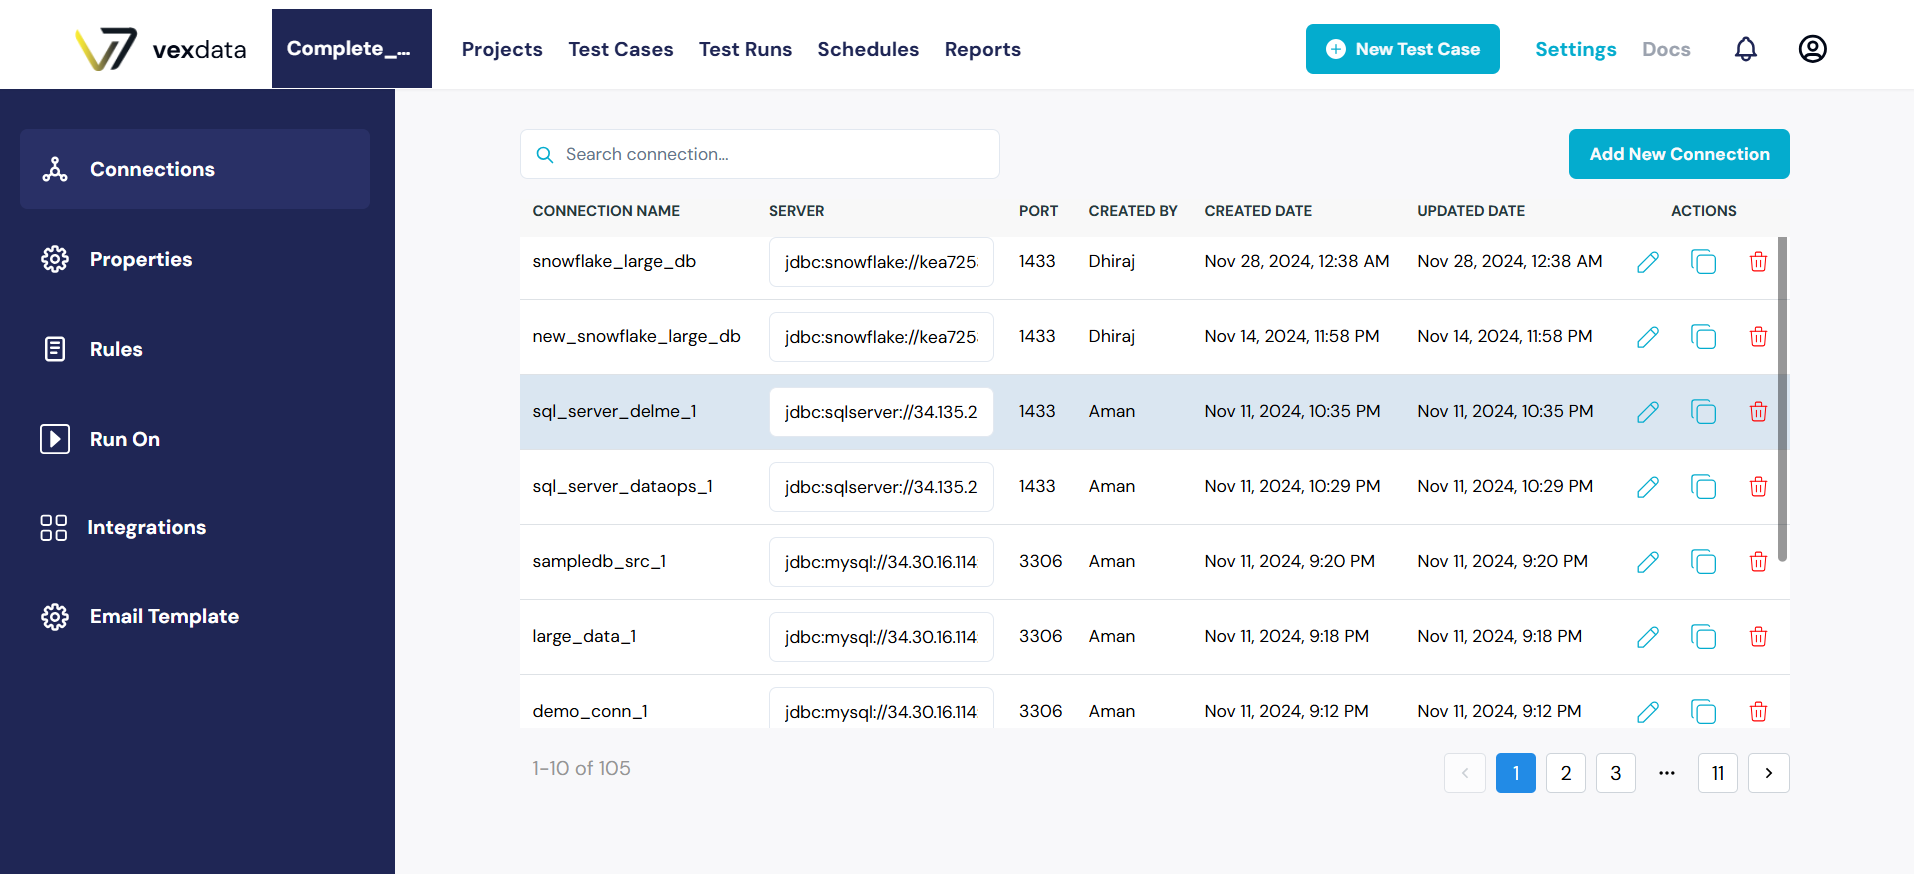 vexdata
Complete_...
Projects
Test Cases
Test Runs
Schedules
Reports
New Test Case
Settings
Docs
Connections
Properties
Rules
Run On
Integrations
Email Template
Search connection...
Add New Connection
CONNECTION NAME SERVER PORT CREATED BY CREATED DATE UPDATED DATE ACTIONS
snowflake_large_db jdbc:snowflake://kea725 1433 Dhiraj Nov 28, 2024, 12:38 AM Nov 28, 2024, 12:38 AM
new_snowflake_large_db jdbc:snowflake://kea725 1433 Dhiraj Nov 14, 2024, 11:58 PM Nov 14, 2024, 11:58 PM
sql_server_delme_1 jdbc:sqlserver://34.135.2 1433 Aman Nov 11, 2024, 10:35 PM Nov 11, 2024, 10:35 PM
sql_server_dataops_1 jdbc:sqlserver://34.135.2 1433 Aman Nov 11, 2024, 10:29 PM Nov 11, 2024, 10:29 PM
sampledb_src_1 jdbc:mysql://34.30.16.114 3306 Aman Nov 11, 2024, 9:20 PM Nov 11, 2024, 9:20 PM
large_data_1 jdbc:mysql://34.30.16.114 3306 Aman Nov 11, 2024, 9:18 PM Nov 11, 2024, 9:18 PM
demo_conn_1 jdbc:mysql://34.30.16.114 3306 Aman Nov 11, 2024, 9:12 PM Nov 11, 2024, 9:12 PM
1-10 of 105
< 1 2 3 ... 11 >